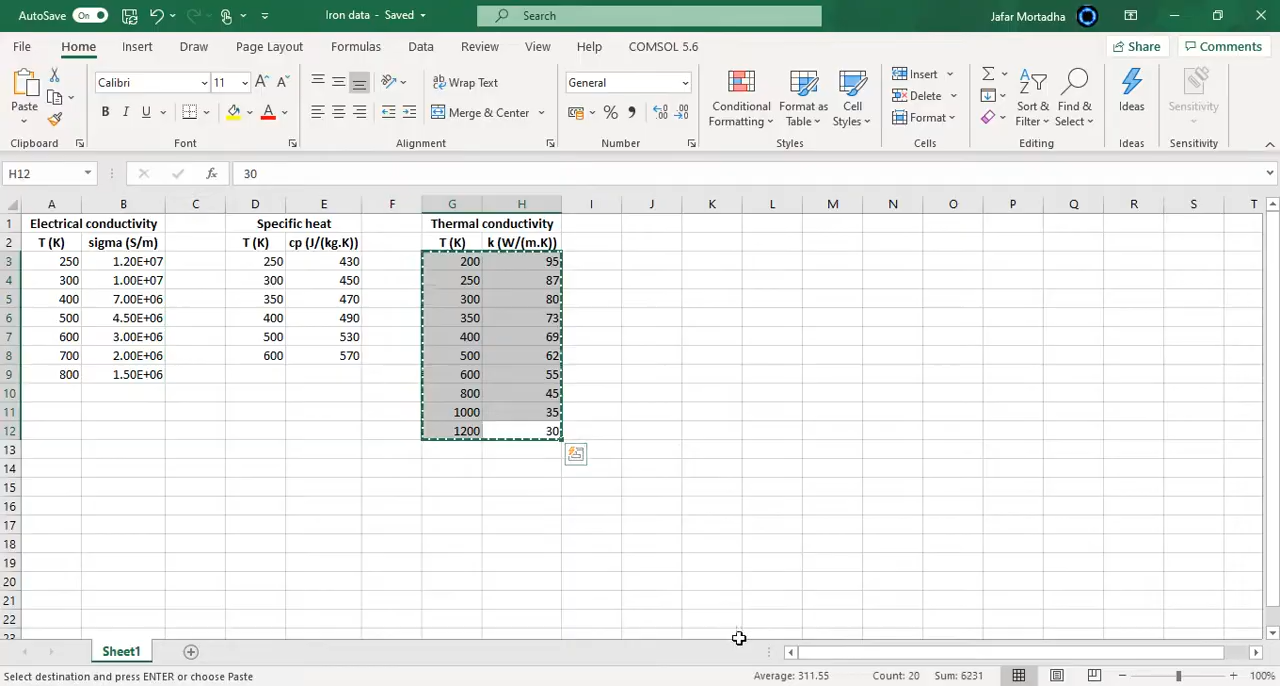 AutoSave On Iron data - Saved Search Jafar Mortadha
File Home Insert Draw Page Layout Formulas Data Review View Help COMSOL 5.6 Share Comments
Paste Calibri 11 Wrap Text General Conditional Formatting Format as Table Cell Styles Insert Sort & Filter Find & Select Ideas Sensitivity
B I U Merge & Center % Delete
Format
Clipboard Font Alignment Number Styles Cells Editing Ideas Sensitivity
H12 fx 30
A B C D E F G H I J K L M N O P Q R S T
1 Electrical conductivity Specific heat Thermal conductivity
2 T (K) sigma (S/m) T (K) cp (J/(kg.K)) T (K) k (W/(m.K))
3 250 1.20E+07 250 430 200 95
4 300 1.00E+07 300 450 250 87
5 400 7.00E+06 350 470 300 80
6 500 4.50E+06 400 490 350 73
7 600 3.00E+06 500 530 400 69
8 700 2.00E+06 600 570 500 62
9 800 1.50E+06 600 55
10 800 45
11 1000 35
12 1200 30
13
14
15
16
17
18
19
20
21
22
23
Sheet1
Select destination and press ENTER or choose Paste Average: 311.55 Count: 20 Sum: 6231 100%